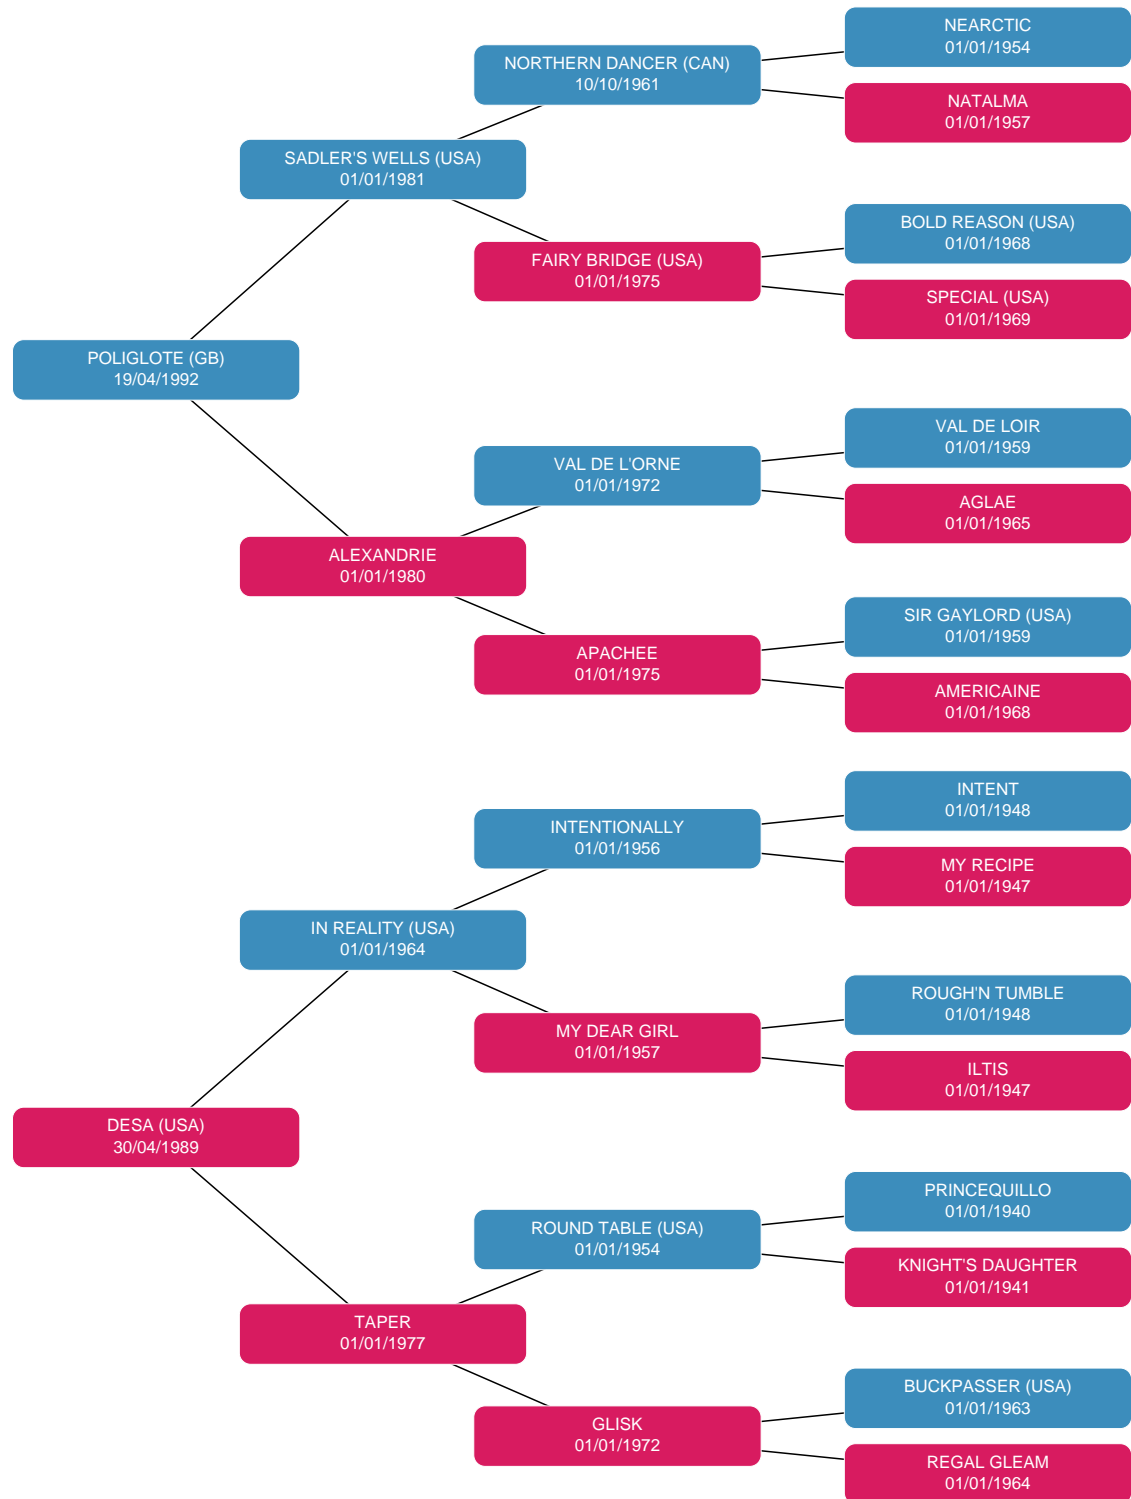 NEARCTIC
01/01/1954
NORTHERN DANCER (CAN)
10/10/1961
NATALMA
01/01/1957
SADLER'S WELLS (USA)
01/01/1981
BOLD REASON (USA)
01/01/1968
FAIRY BRIDGE (USA)
01/01/1975
SPECIAL (USA)
01/01/1969
POLIGLOTE (GB)
19/04/1992
VAL DE LOIR
01/01/1959
VAL DE L'ORNE
01/01/1972
AGLAE
01/01/1965
ALEXANDRIE
01/01/1980
SIR GAYLORD (USA)
01/01/1959
APACHEE
01/01/1975
AMERICAINE
01/01/1968
INTENT
01/01/1948
INTENTIONALLY
01/01/1956
MY RECIPE
01/01/1947
IN REALITY (USA)
01/01/1964
ROUGH'N TUMBLE
01/01/1948
MY DEAR GIRL
01/01/1957
ILTIS
01/01/1947
DESA (USA)
30/04/1989
PRINCEQUILLO
01/01/1940
ROUND TABLE (USA)
01/01/1954
KNIGHT'S DAUGHTER
01/01/1941
TAPER
01/01/1977
BUCKPASSER (USA)
01/01/1963
GLISK
01/01/1972
REGAL GLEAM
01/01/1964